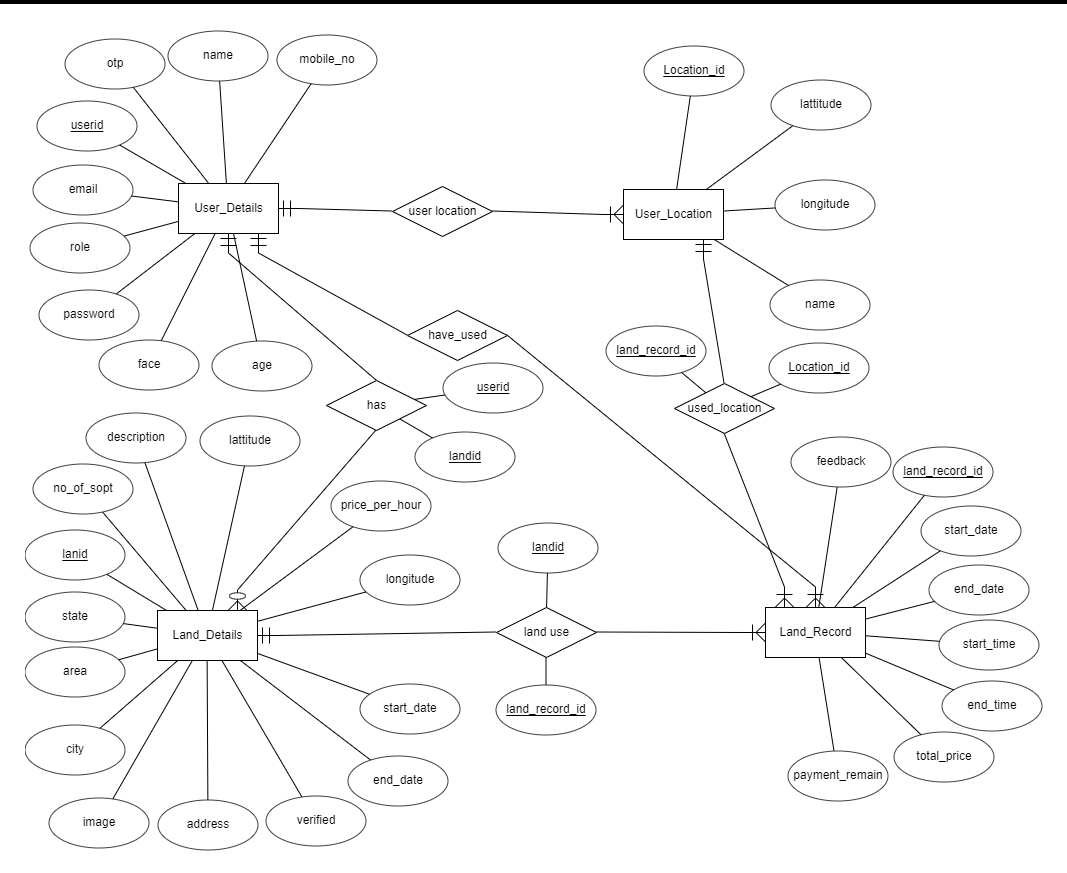 otp
name
mobile_no
userid
email
role
password
face
age
User_Details
user location
Location_id
lattitude
longitude
name
User_Location
have_used
land_record_id
Location_id
used_location
has
userid
landid
description
lattitude
no_of_sopt
price_per_hour
lanid
longitude
state
Land_Details
area
city
image
address
verified
end_date
start_date
landid
land use
land_record_id
feedback
land_record_id
start_date
end_date
Land_Record
start_time
end_time
total_price
payment_remain